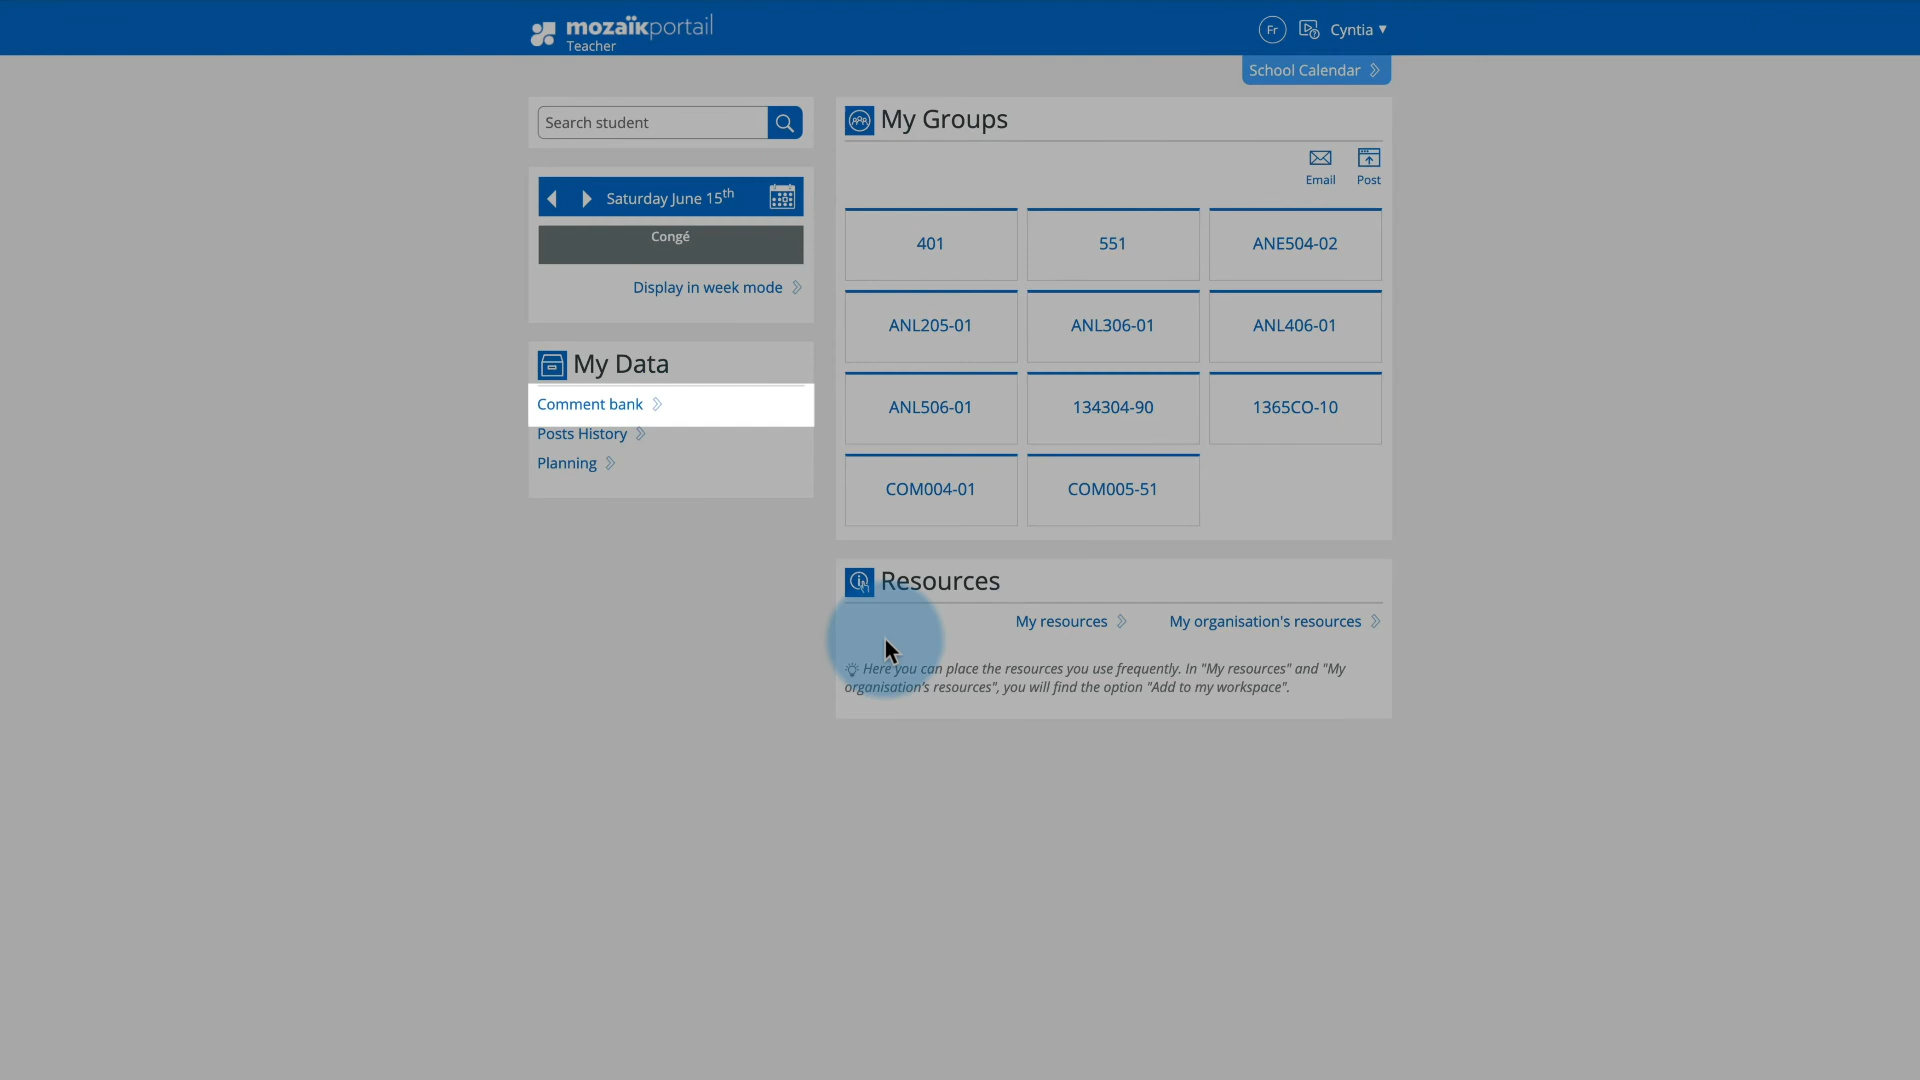 mozaïkportail
Teacher
Fr
Cyntia
School Calendar
Search student
Saturday June 15th
Congé
Display in week mode
My Data
Comment bank
Posts History
Planning
My Groups
Email
Post
401
551
ANE504-02
ANL205-01
ANL306-01
ANL406-01
ANL506-01
134304-90
1365CO-10
COM004-01
COM005-51
Resources
My resources
My organisation's resources
Here you can place the resources you use frequently. In "My resources" and "My
organisation's resources", you will find the option "Add to my workspace".